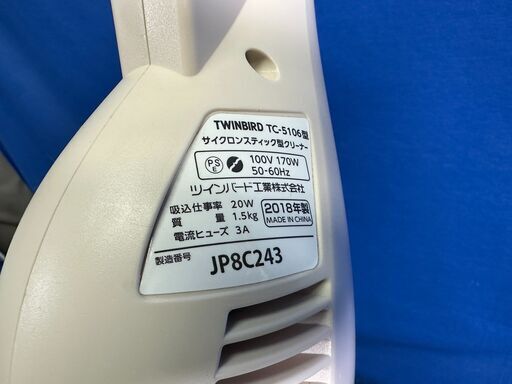 TWINBIRD TC-5106型
サイクロンスティック型クリーナー
PSE 100V 170W
50-60Hz
ツインバード工業株式会社
吸込仕事率 20W
質量 1.5kg
2018年製
MADE IN CHINA
電流ヒューズ 3A
製造番号 JP8C243